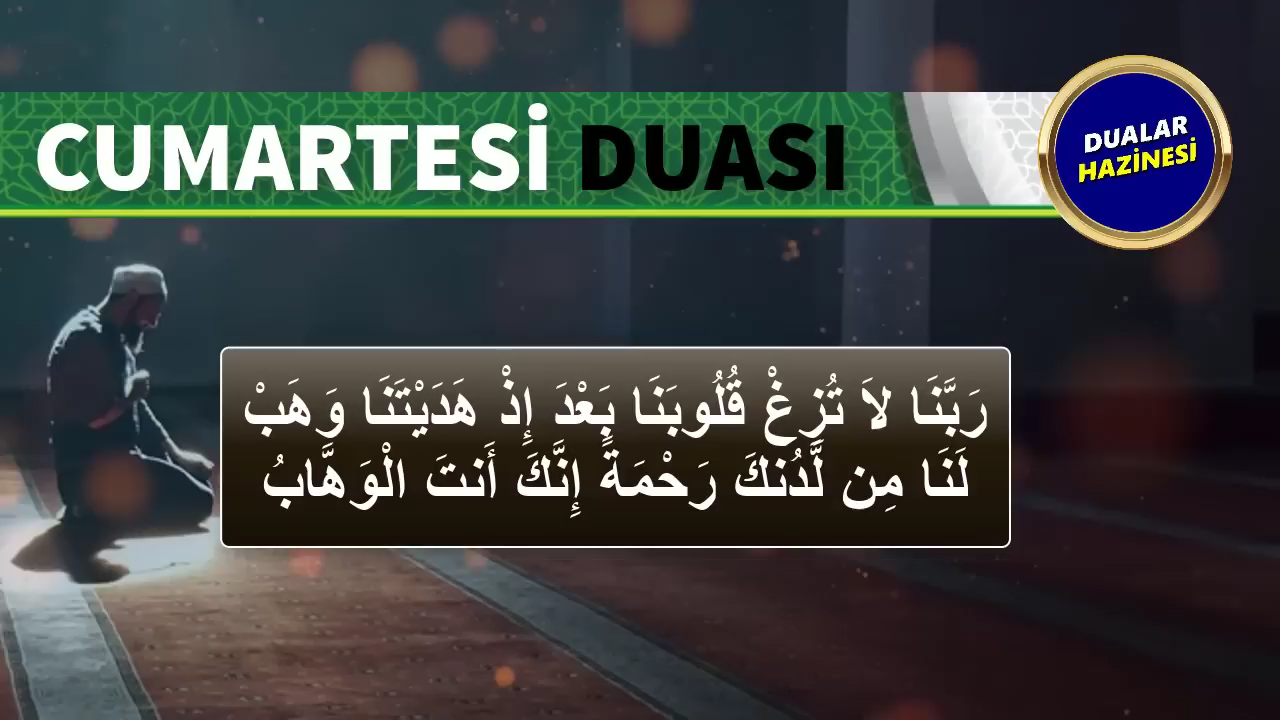 CUMARTESİ DUASI
DUALAR
HAZİNESİ
رَبَّنَا لاَ تُزِغْ قُلُوبَنَا بَعْدَ إِذْ هَدَيْتَنَا وَهَبْ
لَنَا مِن لَّدُنكَ رَحْمَةً إِنَّكَ أَنتَ الْوَهَّابُ